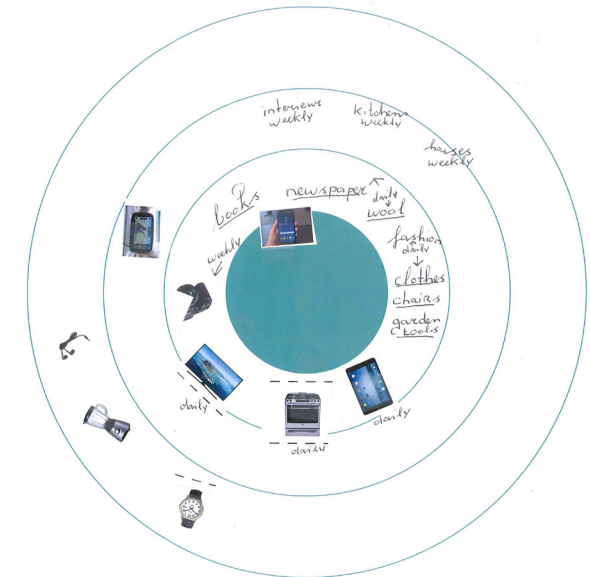 interiews
weekly
kitchens
weekly
houses
weekly
books
newspaper
daily
wool
fashion
daily
clothes
chairs
garden
tools
weekly
daily
daily
daily